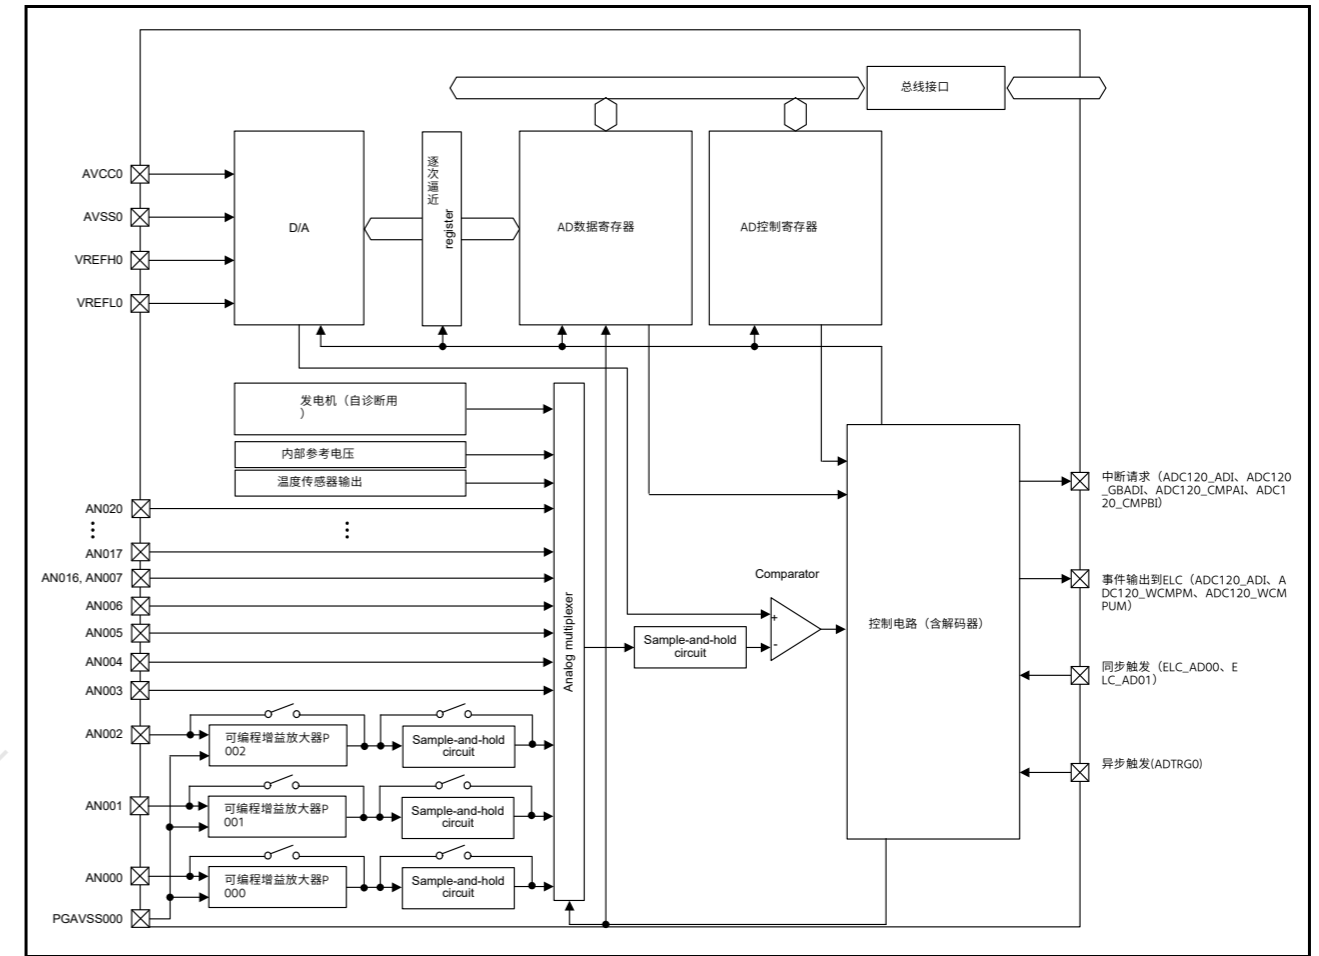 总线接口
AVCC0
AVSS0
VREFH0
VREFL0
D/A
逐次逼近
register
AD数据寄存器
AD控制寄存器
发电机（自诊断用
）
内部参考电压
温度传感器输出
AN020
AN017
AN016, AN007
AN006
AN005
AN004
AN003
AN002
AN001
AN000
PGAVSS000
可编程增益放大器P
002
Sample-and-hold
circuit
可编程增益放大器P
001
Sample-and-hold
circuit
可编程增益放大器P
000
Sample-and-hold
circuit
Analog multiplexer
Sample-and-hold
circuit
Comparator
+
-
控制电路（含解码器）
中断请求（ADC120_ADI、ADC120
_GBADI、ADC120_CMPAI、ADC1
20_CMPBI）
事件输出到ELC（ADC120_ADI、A
DC120_WCMPM、ADC120_WCM
PUM）
同步触发（ELC_AD00、E
LC_AD01）
异步触发(ADTRG0)